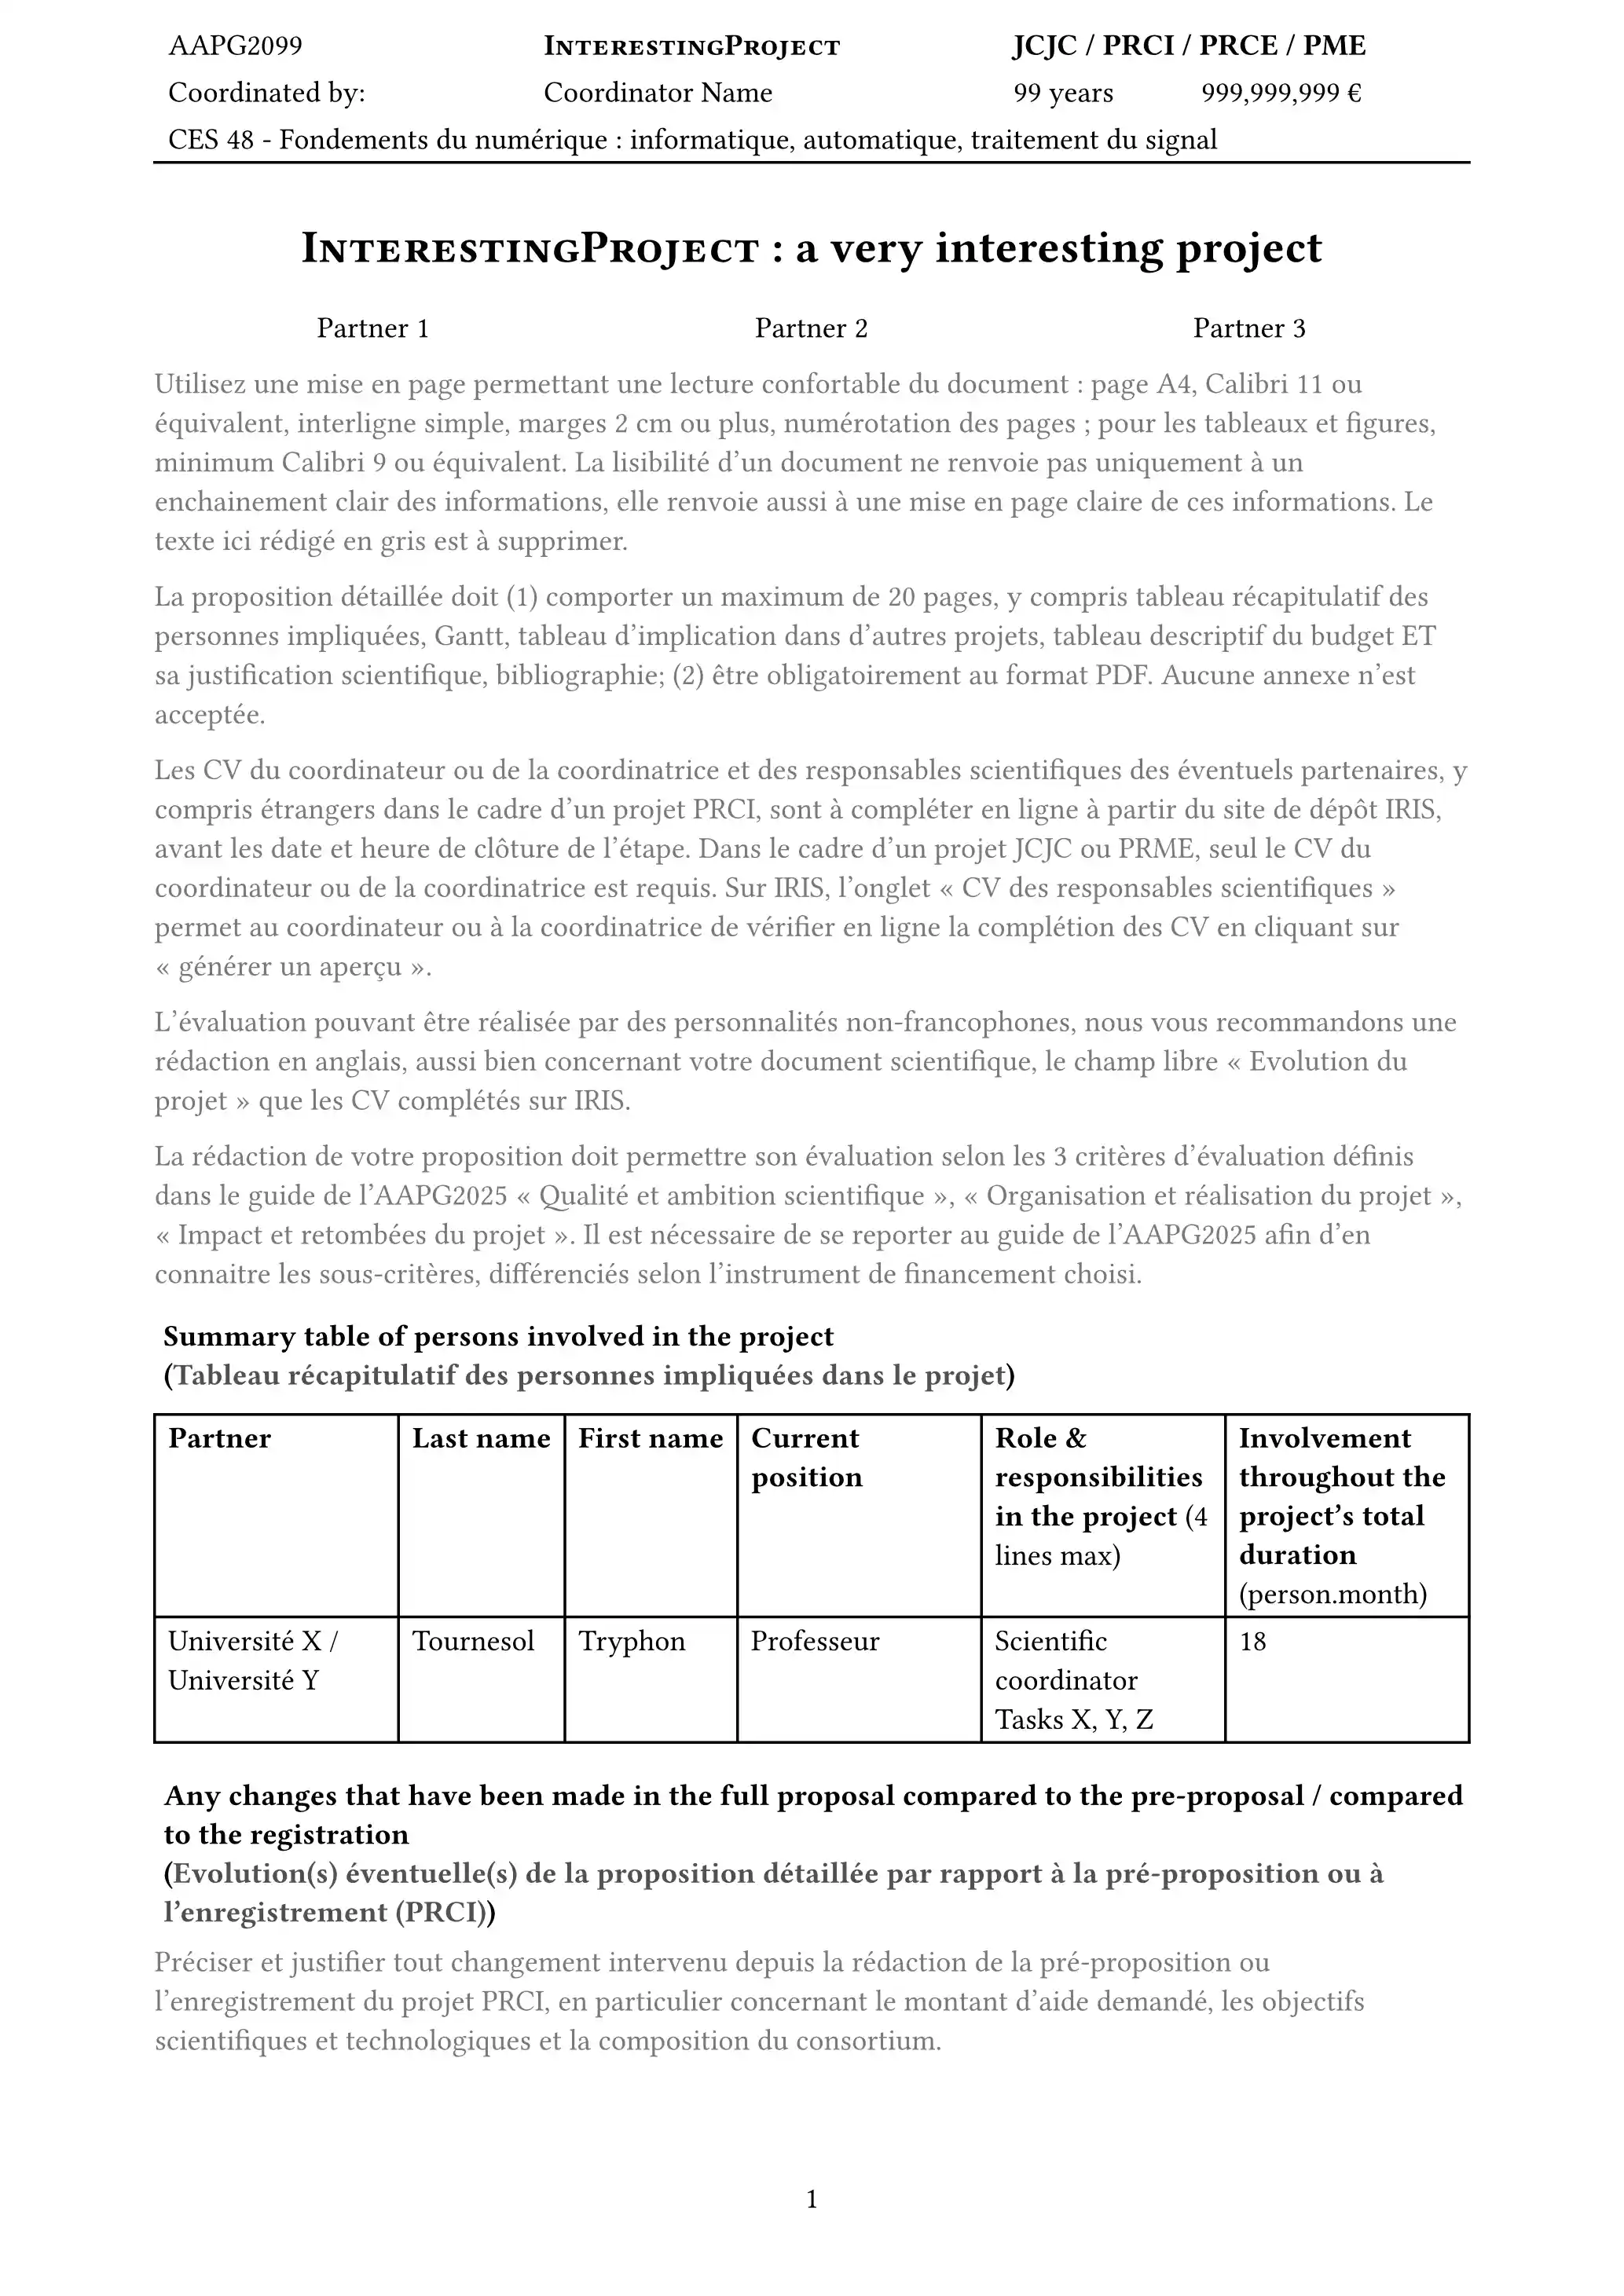 AAPG2099 InterestingProject JCJC / PRCI / PRCE / PME
Coordinated by: Coordinator Name 99 years 999,999,999 €
CES 48 - Fondements du numérique : informatique, automatique, traitement du signal
InterestingProject : a very interesting project
Partner 1 Partner 2 Partner 3
Utilisez une mise en page permettant une lecture confortable du document : page A4, Calibri 11 ou
équivalent, interligne simple, marges 2 cm ou plus, numérotation des pages ; pour les tableaux et figures,
minimum Calibri 9 ou équivalent. La lisibilité d’un document ne renvoie pas uniquement à un
enchainement clair des informations, elle renvoie aussi à une mise en page claire de ces informations. Le
texte ici rédigé en gris est à supprimer.
La proposition détaillée doit (1) comporter un maximum de 20 pages, y compris tableau récapitulatif des
personnes impliquées, Gantt, tableau d’implication dans d’autres projets, tableau descriptif du budget ET
sa justification scientifique, bibliographie; (2) être obligatoirement au format PDF. Aucune annexe n’est
acceptée.
Les CV du coordinateur ou de la coordinatrice et des responsables scientifiques des éventuels partenaires, y
compris étrangers dans le cadre d’un projet PRCI, sont à compléter en ligne à partir du site de dépôt IRIS,
avant les date et heure de clôture de l’étape. Dans le cadre d’un projet JCJC ou PRME, seul le CV du
coordinateur ou de la coordinatrice est requis. Sur IRIS, l’onglet « CV des responsables scientifiques »
permet au coordinateur ou à la coordinatrice de vérifier en ligne la complétion des CV en cliquant sur
« générer un aperçu ».
L’évaluation pouvant être réalisée par des personnalités non-francophones, nous vous recommandons une
rédaction en anglais, aussi bien concernant votre document scientifique, le champ libre « Evolution du
projet » que les CV complétés sur IRIS.
La rédaction de votre proposition doit permettre son évaluation selon les 3 critères d’évaluation définis
dans le guide de l’AAPG2025 « Qualité et ambition scientifique », « Organisation et réalisation du projet »,
« Impact et retombées du projet ». Il est nécessaire de se reporter au guide de l’AAPG2025 afin d’en
connaitre les sous-critères, différenciés selon l’instrument de financement choisi.
Summary table of persons involved in the project
(Tableau récapitulatif des personnes impliquées dans le projet)
Partner
Last name
First name
Current
position
Role &
responsibilities
in the project (4
lines max)
Involvement
throughout the
project’s total
duration
(person.month)
Université X /
Université Y
Tournesol
Tryphon
Professeur
Scientific
coordinator
Tasks X, Y, Z
18
Any changes that have been made in the full proposal compared to the pre-proposal / compared
to the registration
(Evolution(s) éventuelle(s) de la proposition détaillée par rapport à la pré-proposition ou à
l’enregistrement (PRCI))
Préciser et justifier tout changement intervenu depuis la rédaction de la pré-proposition ou
l’enregistrement du projet PRCI, en particulier concernant le montant d’aide demandé, les objectifs
scientifiques et technologiques et la composition du consortium.
1